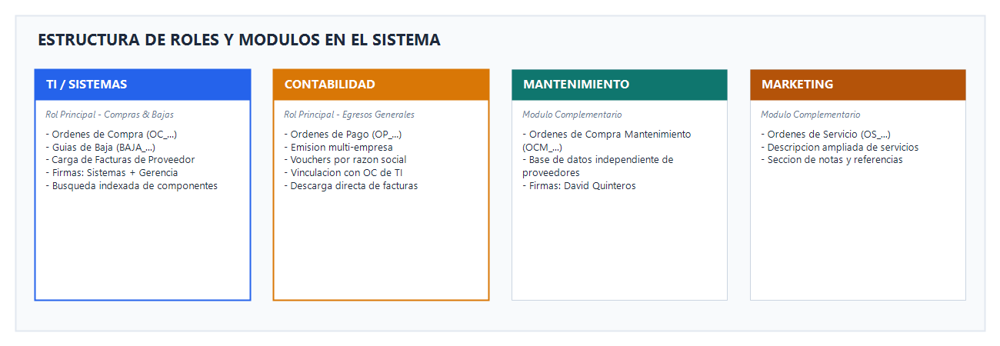 ESTRUCTURA DE ROLES Y MODULOS EN EL SISTEMA
TI / SISTEMAS
Rol Principal - Compras & Bajas
- Ordenes de Compra (OC_...)
- Guias de Baja (BAJA_...)
- Carga de Facturas de Proveedor
- Firmas: Sistemas + Gerencia
- Busqueda indexada de componentes
CONTABILIDAD
Rol Principal - Egresos Generales
- Ordenes de Pago (OP_...)
- Emision multi-empresa
- Vouchers por razon social
- Vinculacion con OC de TI
- Descarga directa de facturas
MANTENIMIENTO
Modulo Complementario
- Ordenes de Compra Mantenimiento
(OCM_...)
- Base de datos independiente de
proveedores
- Firmas: David Quinteros
MARKETING
Modulo Complementario
- Ordenes de Servicio (OS_...)
- Descripcion ampliada de servicios
- Seccion de notas y referencias